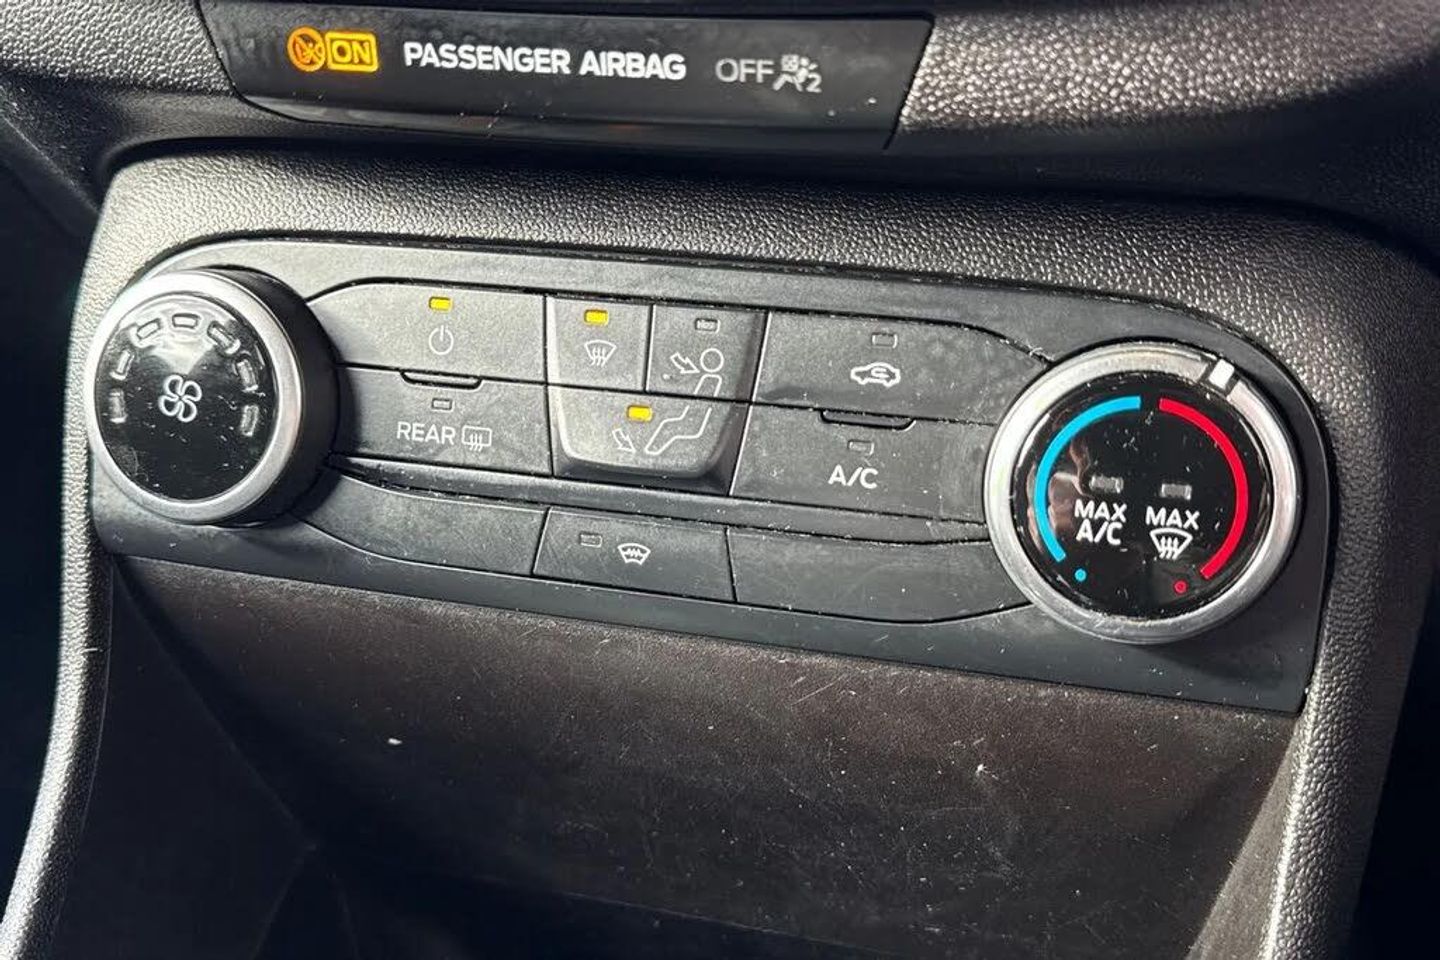 ON PASSENGER AIRBAG OFF 2
REAR
A/C
MAX A/C
MAX